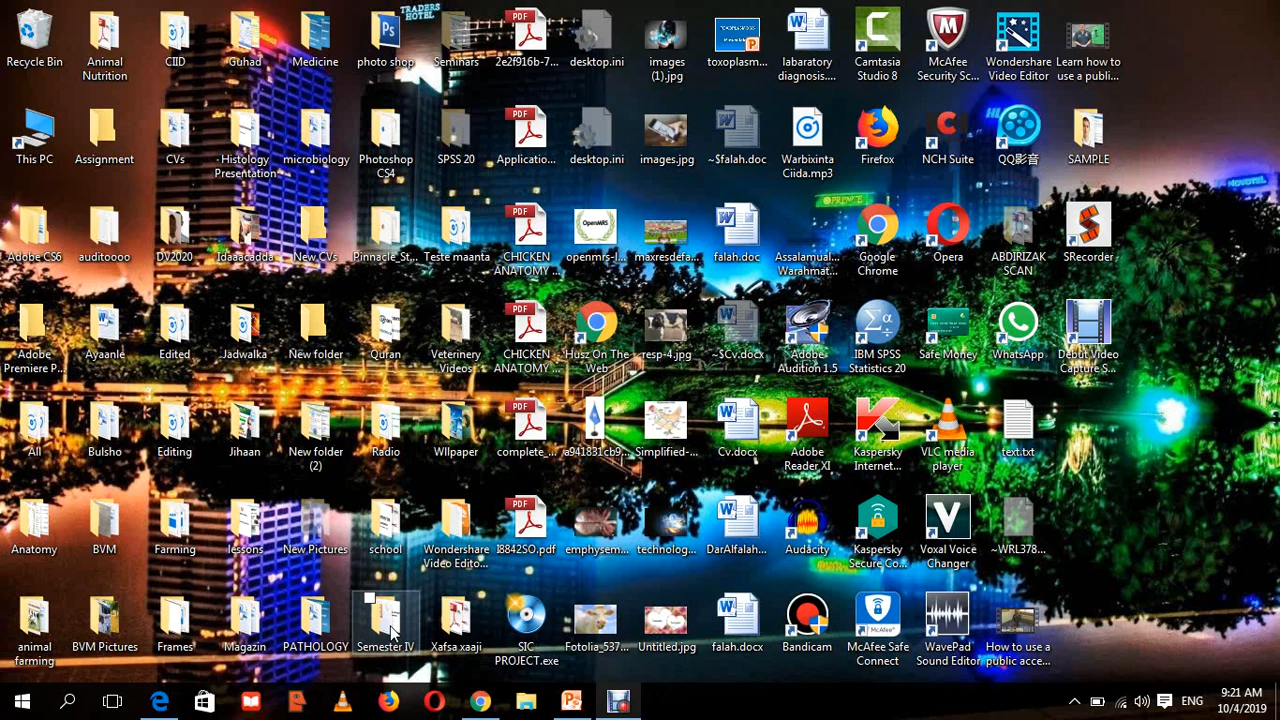 TRADERS
HOTEL
Recycle Bin
Animal
Nutrition
CIID
Guhad
Medicine
photo shop
Seminars
2e2f916b-7...
desktop.ini
images
(1).jpg
toxoplasm...
labaratory
diagnosis....
Camtasia
Studio 8
McAfee
Security Sc...
Wondershare
Video Editor
Learn how to
use a publi...
This PC
Assignment
CVs
Histology
Presentation
microbiology
Photoshop
CS4
SPSS 20
Applicatio...
desktop.ini
images.jpg
~$falah.doc
Warbixinta
Ciida.mp3
Firefox
NCH Suite
QQ影音
SAMPLE
Adobe CS6
auditoooo
DV2020
Idaaacadda
New CVs
Pinnacle_St...
Teste maanta
CHICKEN
ANATOMY ...
OpenMRS
openmrs-l...
maxresdefa...
falah.doc
Assalamual...
Warahmat...
Google
Chrome
Opera
ABDIRIZAK
SCAN
SRecorder
NOVOTEL
Adobe
Premiere P...
Ayaanle
Edited
Jadwalka
New folder
Quran
Veterinery
Videos
CHICKEN
ANATOMY ...
Husz On The
Web
resp-4.jpg
~$Cv.docx
Adobe
Audition 1.5
IBM SPSS
Statistics 20
Safe Money
WhatsApp
Debut Video
Capture S...
All
Bulsho
Editing
Jihaan
New folder
(2)
Radio
Wllpaper
complete_...
a941831cb9...
Simplified-...
Cv.docx
Adobe
Reader XI
Kaspersky
Internet...
VLC media
player
text.txt
Anatomy
BVM
Farming
lessons
New Pictures
school
Wondershare
Video Edito...
I8842SO.pdf
emphysem...
technolog...
DarAlfalah...
Audacity
Kaspersky
Secure Co...
Voxal Voice
Changer
~WRL378...
animal
farming
BVM Pictures
Frames
Magazin
PATHOLOGY
Semester IV
Xafsa xaaji
SIC
PROJECT.exe
Fotolia_537...
Untitled.jpg
falah.docx
Bandicam
McAfee Safe
Connect
WavePad
Sound Editor
How to use a
public acce...
ENG
9:21 AM
10/4/2019